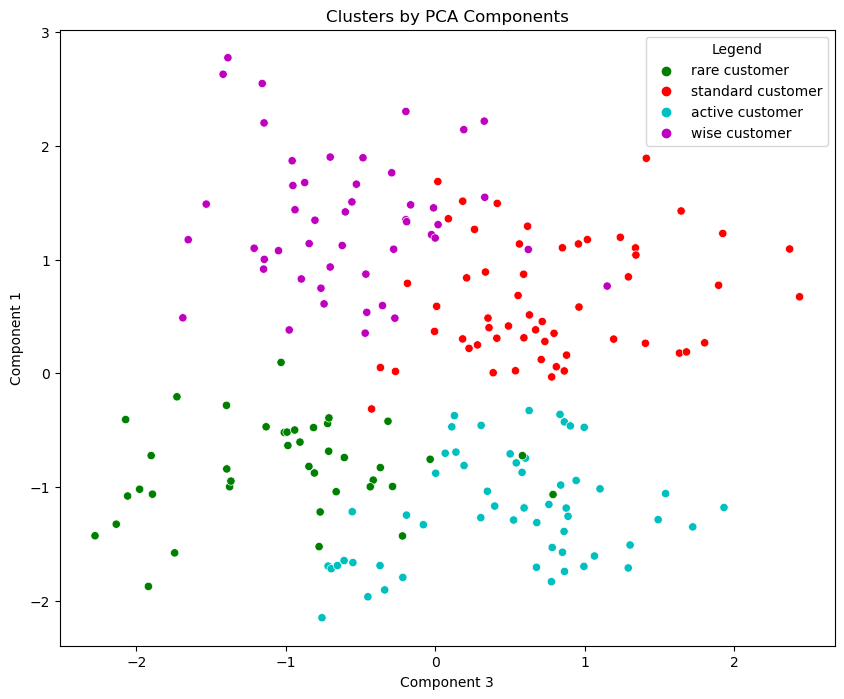 Clusters by PCA Components
Legend
rare customer
standard customer
active customer
wise customer
3
2
1
0
−1
−2
Component 1
−2
−1
0
1
2
Component 3